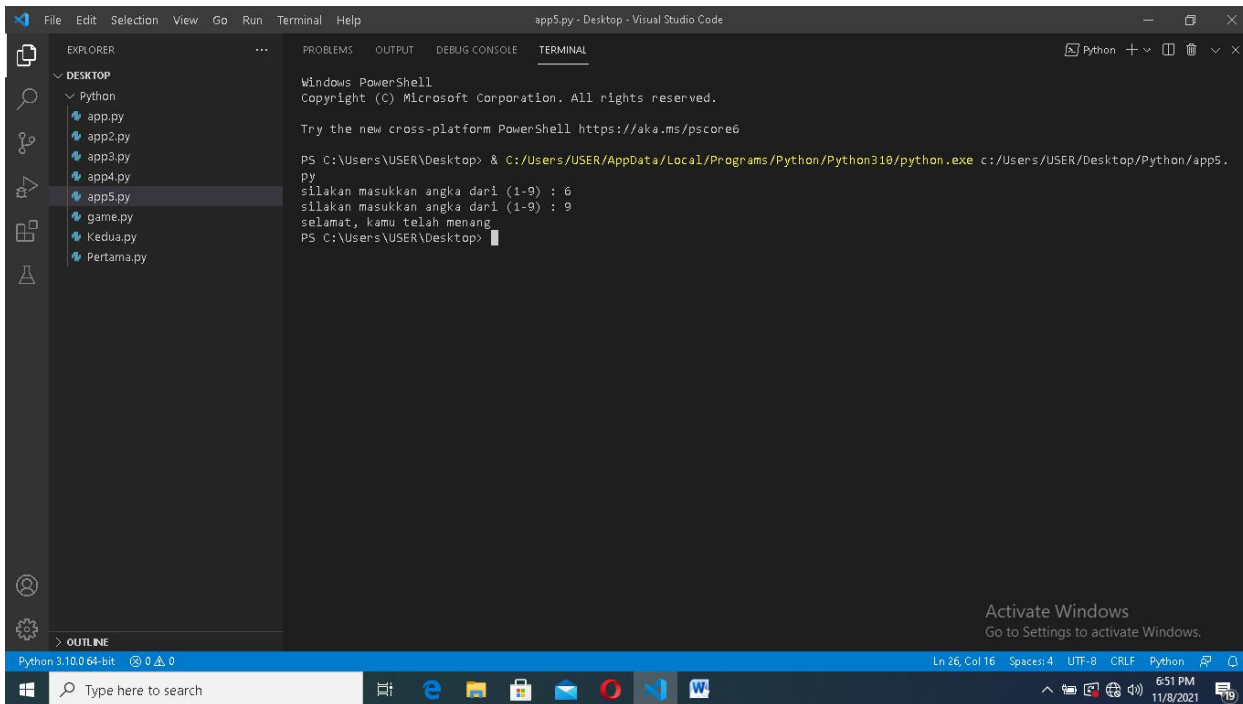 File Edit Selection View Go Run Terminal Help app5.py - Desktop - Visual Studio Code
EXPLORER ...
PROBLEMS OUTPUT DEBUG CONSOLE TERMINAL
Python
DESKTOP
Python
app.py
app2.py
app3.py
app4.py
app5.py
game.py
Kedua.py
Pertama.py
OUTLINE
Windows PowerShell
Copyright (C) Microsoft Corporation. All rights reserved.
Try the new cross-platform PowerShell https://aka.ms/pscore6
PS C:\Users\USER\Desktop> & C:/Users/USER/AppData/Local/Programs/Python/Python310/python.exe c:/Users/USER/Desktop/Python/app5.
py
silakan masukkan angka dari (1-9) : 6
silakan masukkan angka dari (1-9) : 9
selamat, kamu telah menang
PS C:\Users\USER\Desktop>
Activate Windows
Go to Settings to activate Windows.
Python 3.10.0 64-bit 0 0 Ln 26, Col 16 Spaces: 4 UTF-8 CRLF Python
Type here to search
W
6:51 PM
11/8/2021
19